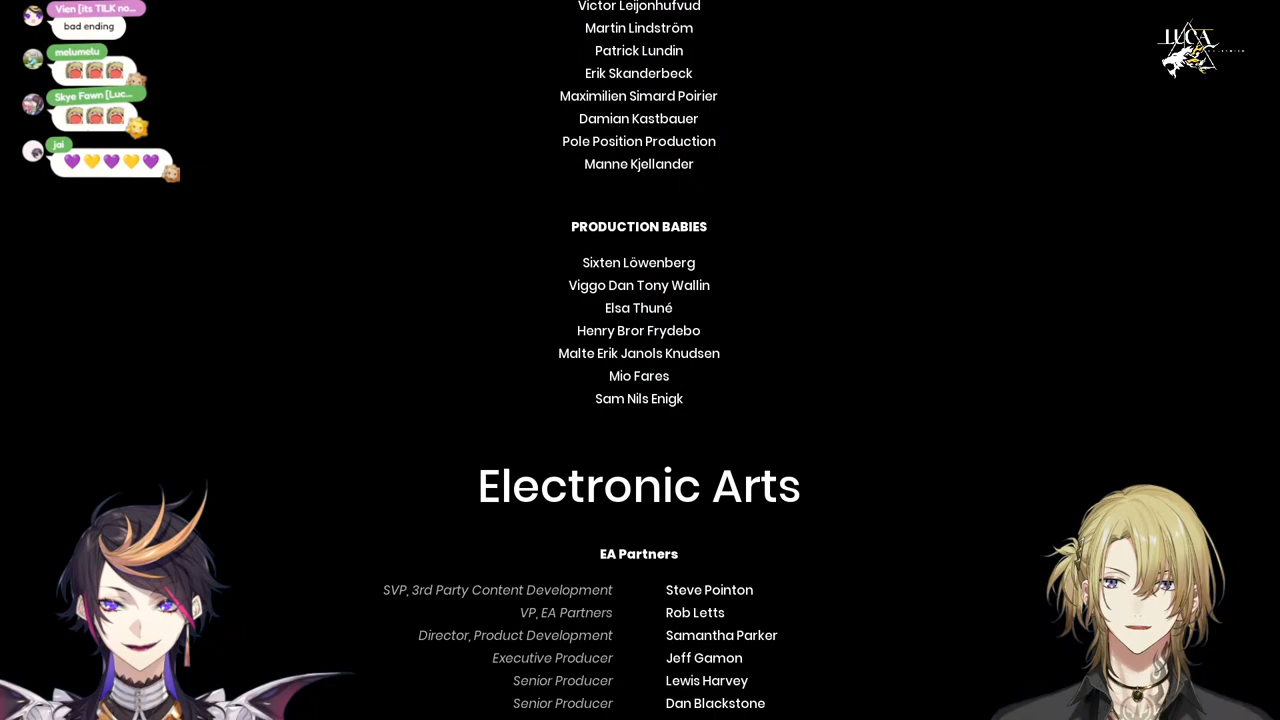 Vien [its TILK no...
bad ending
melumelu
Skye Fawn [Luc...
jai
LUCA
Victor Leijonhufvud
Martin Lindström
Patrick Lundin
Erik Skanderbeck
Maximilien Simard Poirier
Damian Kastbauer
Pole Position Production
Manne Kjellander
PRODUCTION BABIES
Sixten Löwenberg
Viggo Dan Tony Wallin
Elsa Thuné
Henry Bror Frydebo
Malte Erik Janols Knudsen
Mio Fares
Sam Nils Enigk
Electronic Arts
EA Partners
SVP, 3rd Party Content Development Steve Pointon
VP, EA Partners Rob Letts
Director, Product Development Samantha Parker
Executive Producer Jeff Gamon
Senior Producer Lewis Harvey
Senior Producer Dan Blackstone